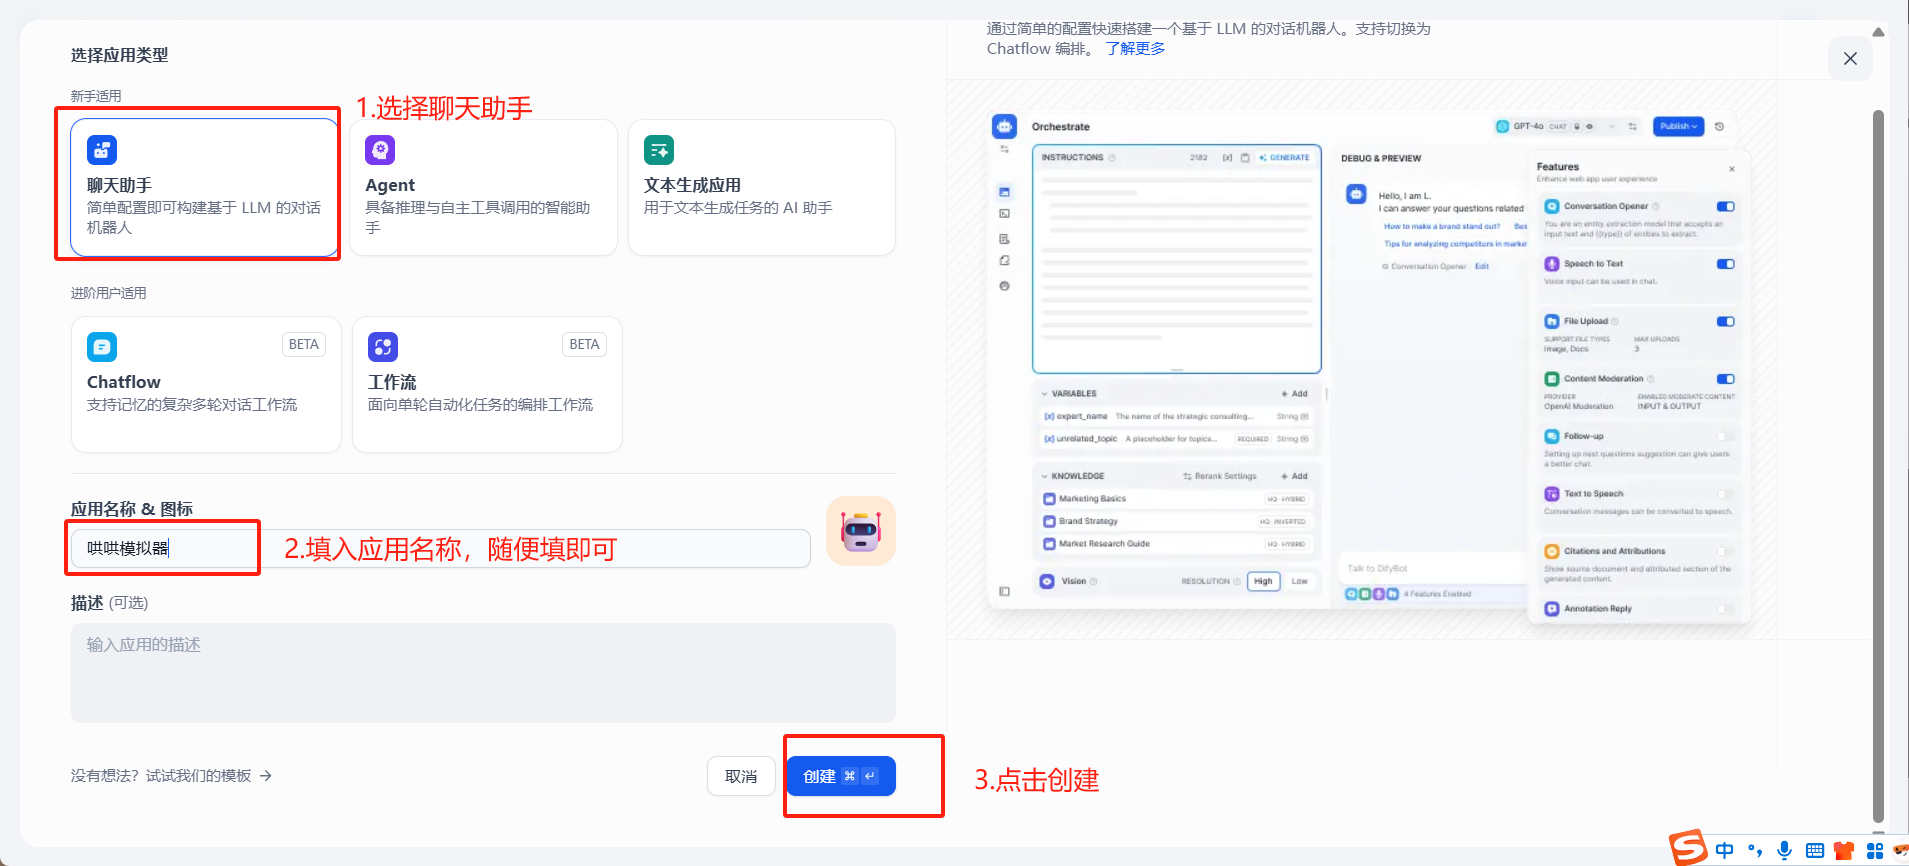 选择应用类型
新手适用
1.选择聊天助手
聊天助手
简单配置即可构建基于 LLM 的对话
机器人
Agent
具备推理与自主工具调用的智能助
手
文本生成应用
用于文本生成任务的 AI 助手
进阶用户适用
BETA
Chatflow
支持记忆的复杂多轮对话工作流
BETA
工作流
面向单轮自动化任务的编排工作流
应用名称 & 图标
哄哄模拟器
2.填入应用名称，随便填即可
描述 (可选)
输入应用的描述
没有想法？试试我们的模板 →
取消
创建 ⌘ ↵
3.点击创建
通过简单的配置快速搭建一个基于 LLM 的对话机器人。支持切换为
Chatflow 编排。 了解更多
Orchestrate
GPT-4o CHAT
Publish
INSTRUCTIONS
2182 [x] GENERATE
VARIABLES
+ Add
{x} expert_name The name of the strategic consulting... String
{x} unrelated_topic A placeholder for topics... REQUIRED String
KNOWLEDGE
Rerank Settings + Add
Marketing Basics HQ · HYBRID
Brand Strategy HQ · INVERTED
Market Research Guide HQ · HYBRID
Vision
RESOLUTION High Low
DEBUG & PREVIEW
Hello, I am L.
I can answer your questions related
How to make a brand stand out? Bes
Tips for analyzing competitors in market
Conversation Opener Edit
Talk to DifyBot
4 Features Enabled
Features
Enhance web app user experience
Conversation Opener
You are an entity extraction model that accepts an
input text and {{type}} of entities to extract.
Speech to Text
Voice input can be used in chat.
File Upload
SUPPORT FILE TYPES MAX UPLOADS
Image, Docs 3
Content Moderation
PROVIDER ENABLED MODERATE CONTENT
OpenAI Moderation INPUT & OUTPUT
Follow-up
Setting up next questions suggestion can give users
a better chat.
Text to Speech
Conversation messages can be converted to speech.
Citations and Attributions
Show source document and attributed section of the
generated content.
Annotation Reply
S 中